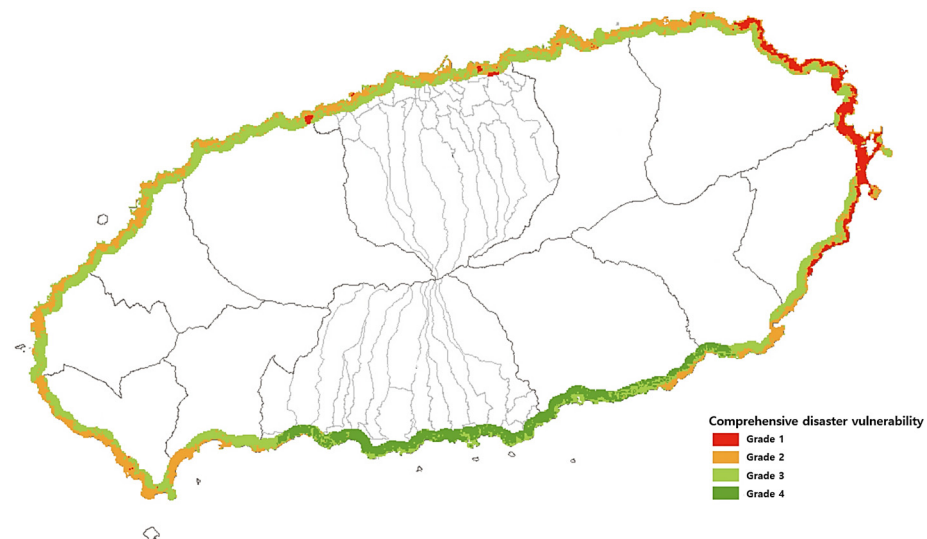 Comprehensive disaster vulnerability
Grade 1
Grade 2
Grade 3
Grade 4